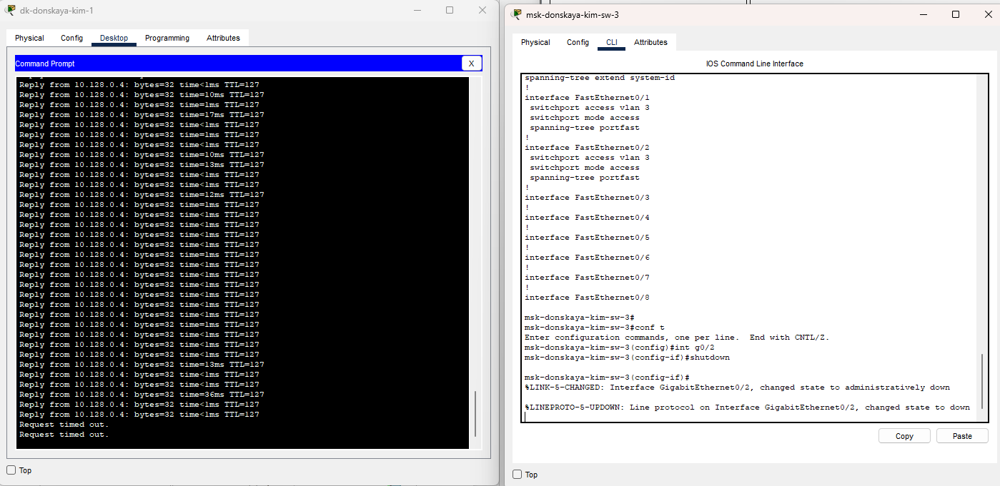 dk-donskaya-kim-1
Physical Config Desktop Programming Attributes
Command Prompt
X
Reply from 10.128.0.4: bytes=32 time<1ms TTL=127
Reply from 10.128.0.4: bytes=32 time=10ms TTL=127
Reply from 10.128.0.4: bytes=32 time=1ms TTL=127
Reply from 10.128.0.4: bytes=32 time=17ms TTL=127
Reply from 10.128.0.4: bytes=32 time<1ms TTL=127
Reply from 10.128.0.4: bytes=32 time<1ms TTL=127
Reply from 10.128.0.4: bytes=32 time<1ms TTL=127
Reply from 10.128.0.4: bytes=32 time=10ms TTL=127
Reply from 10.128.0.4: bytes=32 time=13ms TTL=127
Reply from 10.128.0.4: bytes=32 time<1ms TTL=127
Reply from 10.128.0.4: bytes=32 time<1ms TTL=127
Reply from 10.128.0.4: bytes=32 time=12ms TTL=127
Reply from 10.128.0.4: bytes=32 time<1ms TTL=127
Reply from 10.128.0.4: bytes=32 time<1ms TTL=127
Reply from 10.128.0.4: bytes=32 time<1ms TTL=127
Reply from 10.128.0.4: bytes=32 time<1ms TTL=127
Reply from 10.128.0.4: bytes=32 time<1ms TTL=127
Reply from 10.128.0.4: bytes=32 time<1ms TTL=127
Reply from 10.128.0.4: bytes=32 time<1ms TTL=127
Reply from 10.128.0.4: bytes=32 time<1ms TTL=127
Reply from 10.128.0.4: bytes=32 time<1ms TTL=127
Reply from 10.128.0.4: bytes=32 time<1ms TTL=127
Reply from 10.128.0.4: bytes=32 time<1ms TTL=127
Reply from 10.128.0.4: bytes=32 time<1ms TTL=127
Reply from 10.128.0.4: bytes=32 time=1ms TTL=127
Reply from 10.128.0.4: bytes=32 time<1ms TTL=127
Reply from 10.128.0.4: bytes=32 time<1ms TTL=127
Reply from 10.128.0.4: bytes=32 time<1ms TTL=127
Reply from 10.128.0.4: bytes=32 time=13ms TTL=127
Reply from 10.128.0.4: bytes=32 time<1ms TTL=127
Reply from 10.128.0.4: bytes=32 time<1ms TTL=127
Reply from 10.128.0.4: bytes=32 time=36ms TTL=127
Reply from 10.128.0.4: bytes=32 time<1ms TTL=127
Reply from 10.128.0.4: bytes=32 time<1ms TTL=127
Request timed out.
Request timed out.
Top
msk-donskaya-kim-sw-3
Physical Config CLI Attributes
IOS Command Line Interface
spanning-tree extend system-id
!
interface FastEthernet0/1
switchport access vlan 3
switchport mode access
spanning-tree portfast
!
interface FastEthernet0/2
switchport access vlan 3
switchport mode access
spanning-tree portfast
!
interface FastEthernet0/3
!
interface FastEthernet0/4
!
interface FastEthernet0/5
!
interface FastEthernet0/6
!
interface FastEthernet0/7
!
interface FastEthernet0/8
msk-donskaya-kim-sw-3#
msk-donskaya-kim-sw-3#conf t
Enter configuration commands, one per line. End with CNTL/Z.
msk-donskaya-kim-sw-3(config)#int g0/2
msk-donskaya-kim-sw-3(config-if)#shutdown
msk-donskaya-kim-sw-3(config-if)#
%LINK-5-CHANGED: Interface GigabitEthernet0/2, changed state to administratively down
%LINEPROTO-5-UPDOWN: Line protocol on Interface GigabitEthernet0/2, changed state to down
Copy Paste
Top